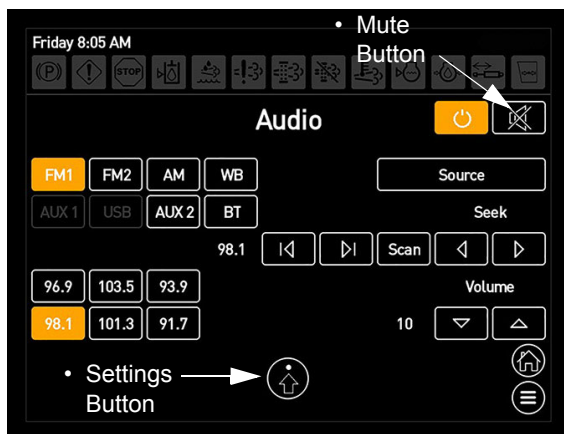 • Mute
Button
Friday 8:05 AM
(P) STOP
Audio
FM1 FM2 AM WB Source
AUX 1 USB AUX 2 BT Seek
98.1 Scan
96.9 103.5 93.9 Volume
98.1 101.3 91.7 10
• Settings
Button